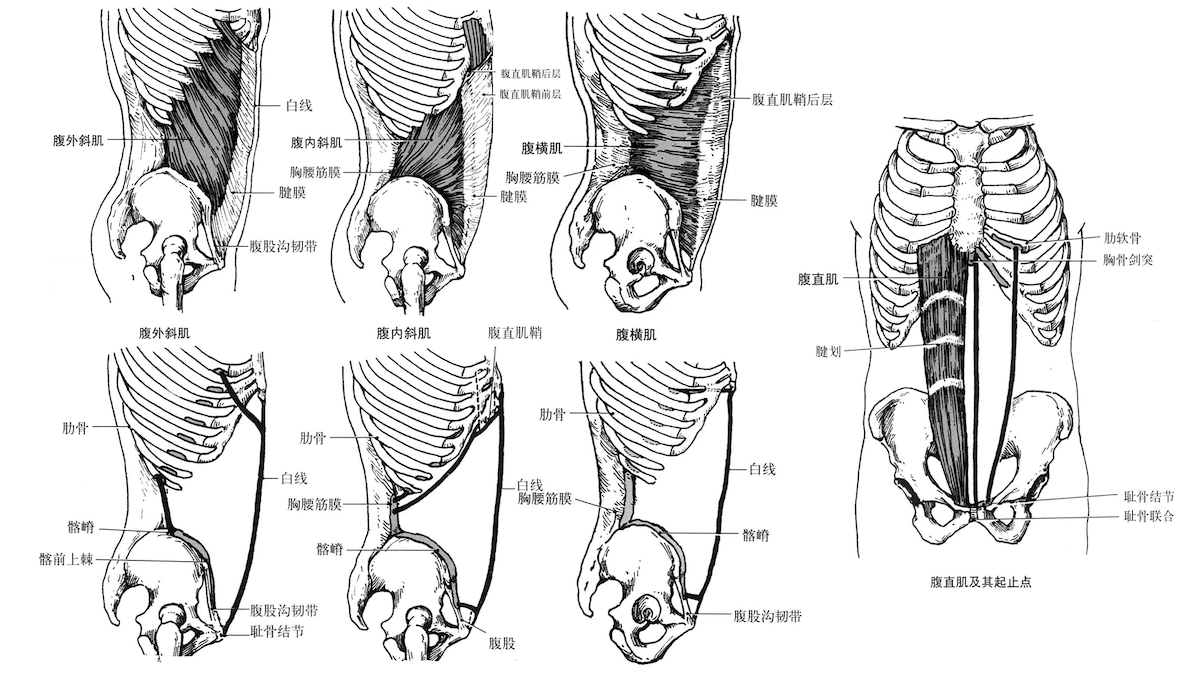 白线
腹外斜肌
腱膜
腹股沟韧带
腹外斜肌
腹直肌鞘后层
腹直肌鞘前层
腹内斜肌
胸腰筋膜
腱膜
腹内斜肌
腹直肌鞘后层
腹横肌
胸腰筋膜
腱膜
腹横肌
肋骨
白线
髂嵴
髂前上棘
腹股沟韧带
耻骨结节
腹直肌鞘
肋骨
白线
胸腰筋膜
髂嵴
腹股
肋骨
白线
胸腰筋膜
髂嵴
腹股沟韧带
肋软骨
胸骨剑突
腹直肌
腱划
耻骨结节
耻骨联合
腹直肌及其起止点